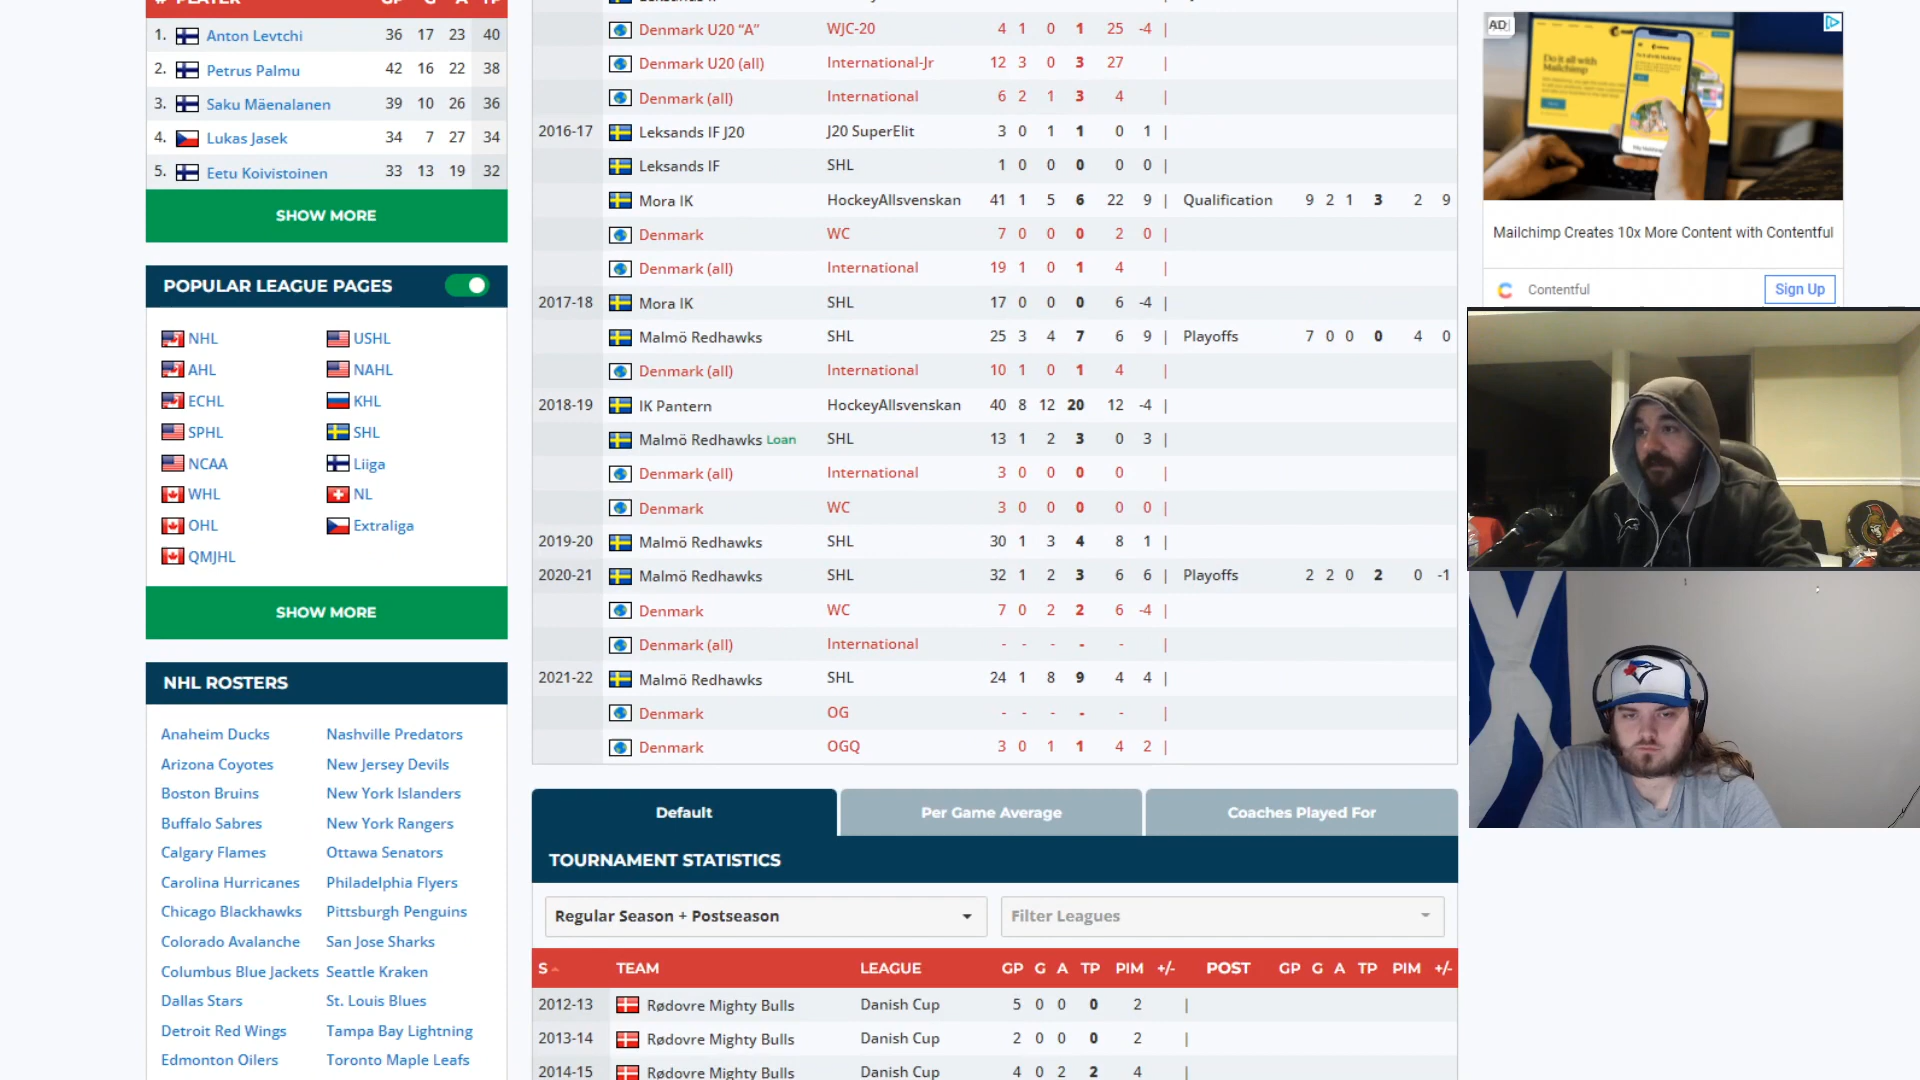 # PLAYER GP G A TP
1. Anton Levtchi 36 17 23 40
2. Petrus Palmu 42 16 22 38
3. Saku Mäenalanen 39 10 26 36
4. Lukas Jasek 34 7 27 34
5. Eetu Koivistoinen 33 13 19 32
SHOW MORE
POPULAR LEAGUE PAGES
NHL USHL
AHL NAHL
ECHL KHL
SPHL SHL
NCAA Liiga
WHL NL
OHL Extraliga
QMJHL
SHOW MORE
NHL ROSTERS
Anaheim Ducks Nashville Predators
Arizona Coyotes New Jersey Devils
Boston Bruins New York Islanders
Buffalo Sabres New York Rangers
Calgary Flames Ottawa Senators
Carolina Hurricanes Philadelphia Flyers
Chicago Blackhawks Pittsburgh Penguins
Colorado Avalanche San Jose Sharks
Columbus Blue Jackets Seattle Kraken
Dallas Stars St. Louis Blues
Detroit Red Wings Tampa Bay Lightning
Edmonton Oilers Toronto Maple Leafs
Denmark U20 “A” WJC-20 4 1 0 1 25 -4 |
Denmark U20 (all) International-Jr 12 3 0 3 27 |
Denmark (all) International 6 2 1 3 4 |
2016-17 Leksands IF J20 J20 SuperElit 3 0 1 1 0 1 |
Leksands IF SHL 1 0 0 0 0 0 |
Mora IK HockeyAllsvenskan 41 1 5 6 22 9 | Qualification 9 2 1 3 2 9
Denmark WC 7 0 0 0 2 0 |
Denmark (all) International 19 1 0 1 4 |
2017-18 Mora IK SHL 17 0 0 0 6 -4 |
Malmö Redhawks SHL 25 3 4 7 6 9 | Playoffs 7 0 0 0 4 0
Denmark (all) International 10 1 0 1 4 |
2018-19 IK Pantern HockeyAllsvenskan 40 8 12 20 12 -4 |
Malmö Redhawks Loan SHL 13 1 2 3 0 3 |
Denmark (all) International 3 0 0 0 0 |
Denmark WC 3 0 0 0 0 0 |
2019-20 Malmö Redhawks SHL 30 1 3 4 8 1 |
2020-21 Malmö Redhawks SHL 32 1 2 3 6 6 | Playoffs 2 2 0 2 0 -1
Denmark WC 7 0 2 2 6 -4 |
Denmark (all) International - - - - - |
2021-22 Malmö Redhawks SHL 24 1 8 9 4 4 |
Denmark OG - - - - - |
Denmark OGQ 3 0 1 1 4 2 |
Default Per Game Average Coaches Played For
TOURNAMENT STATISTICS
Regular Season + Postseason Filter Leagues
S TEAM LEAGUE GP G A TP PIM +/- POST GP G A TP PIM +/-
2012-13 Rødovre Mighty Bulls Danish Cup 5 0 0 0 2 |
2013-14 Rødovre Mighty Bulls Danish Cup 2 0 0 0 2 |
2014-15 Rødovre Mighty Bulls Danish Cup 4 0 2 2 4 |
AD
Do it all with
Mailchimp
Mailchimp Creates 10x More Content with Contentful
Contentful Sign Up